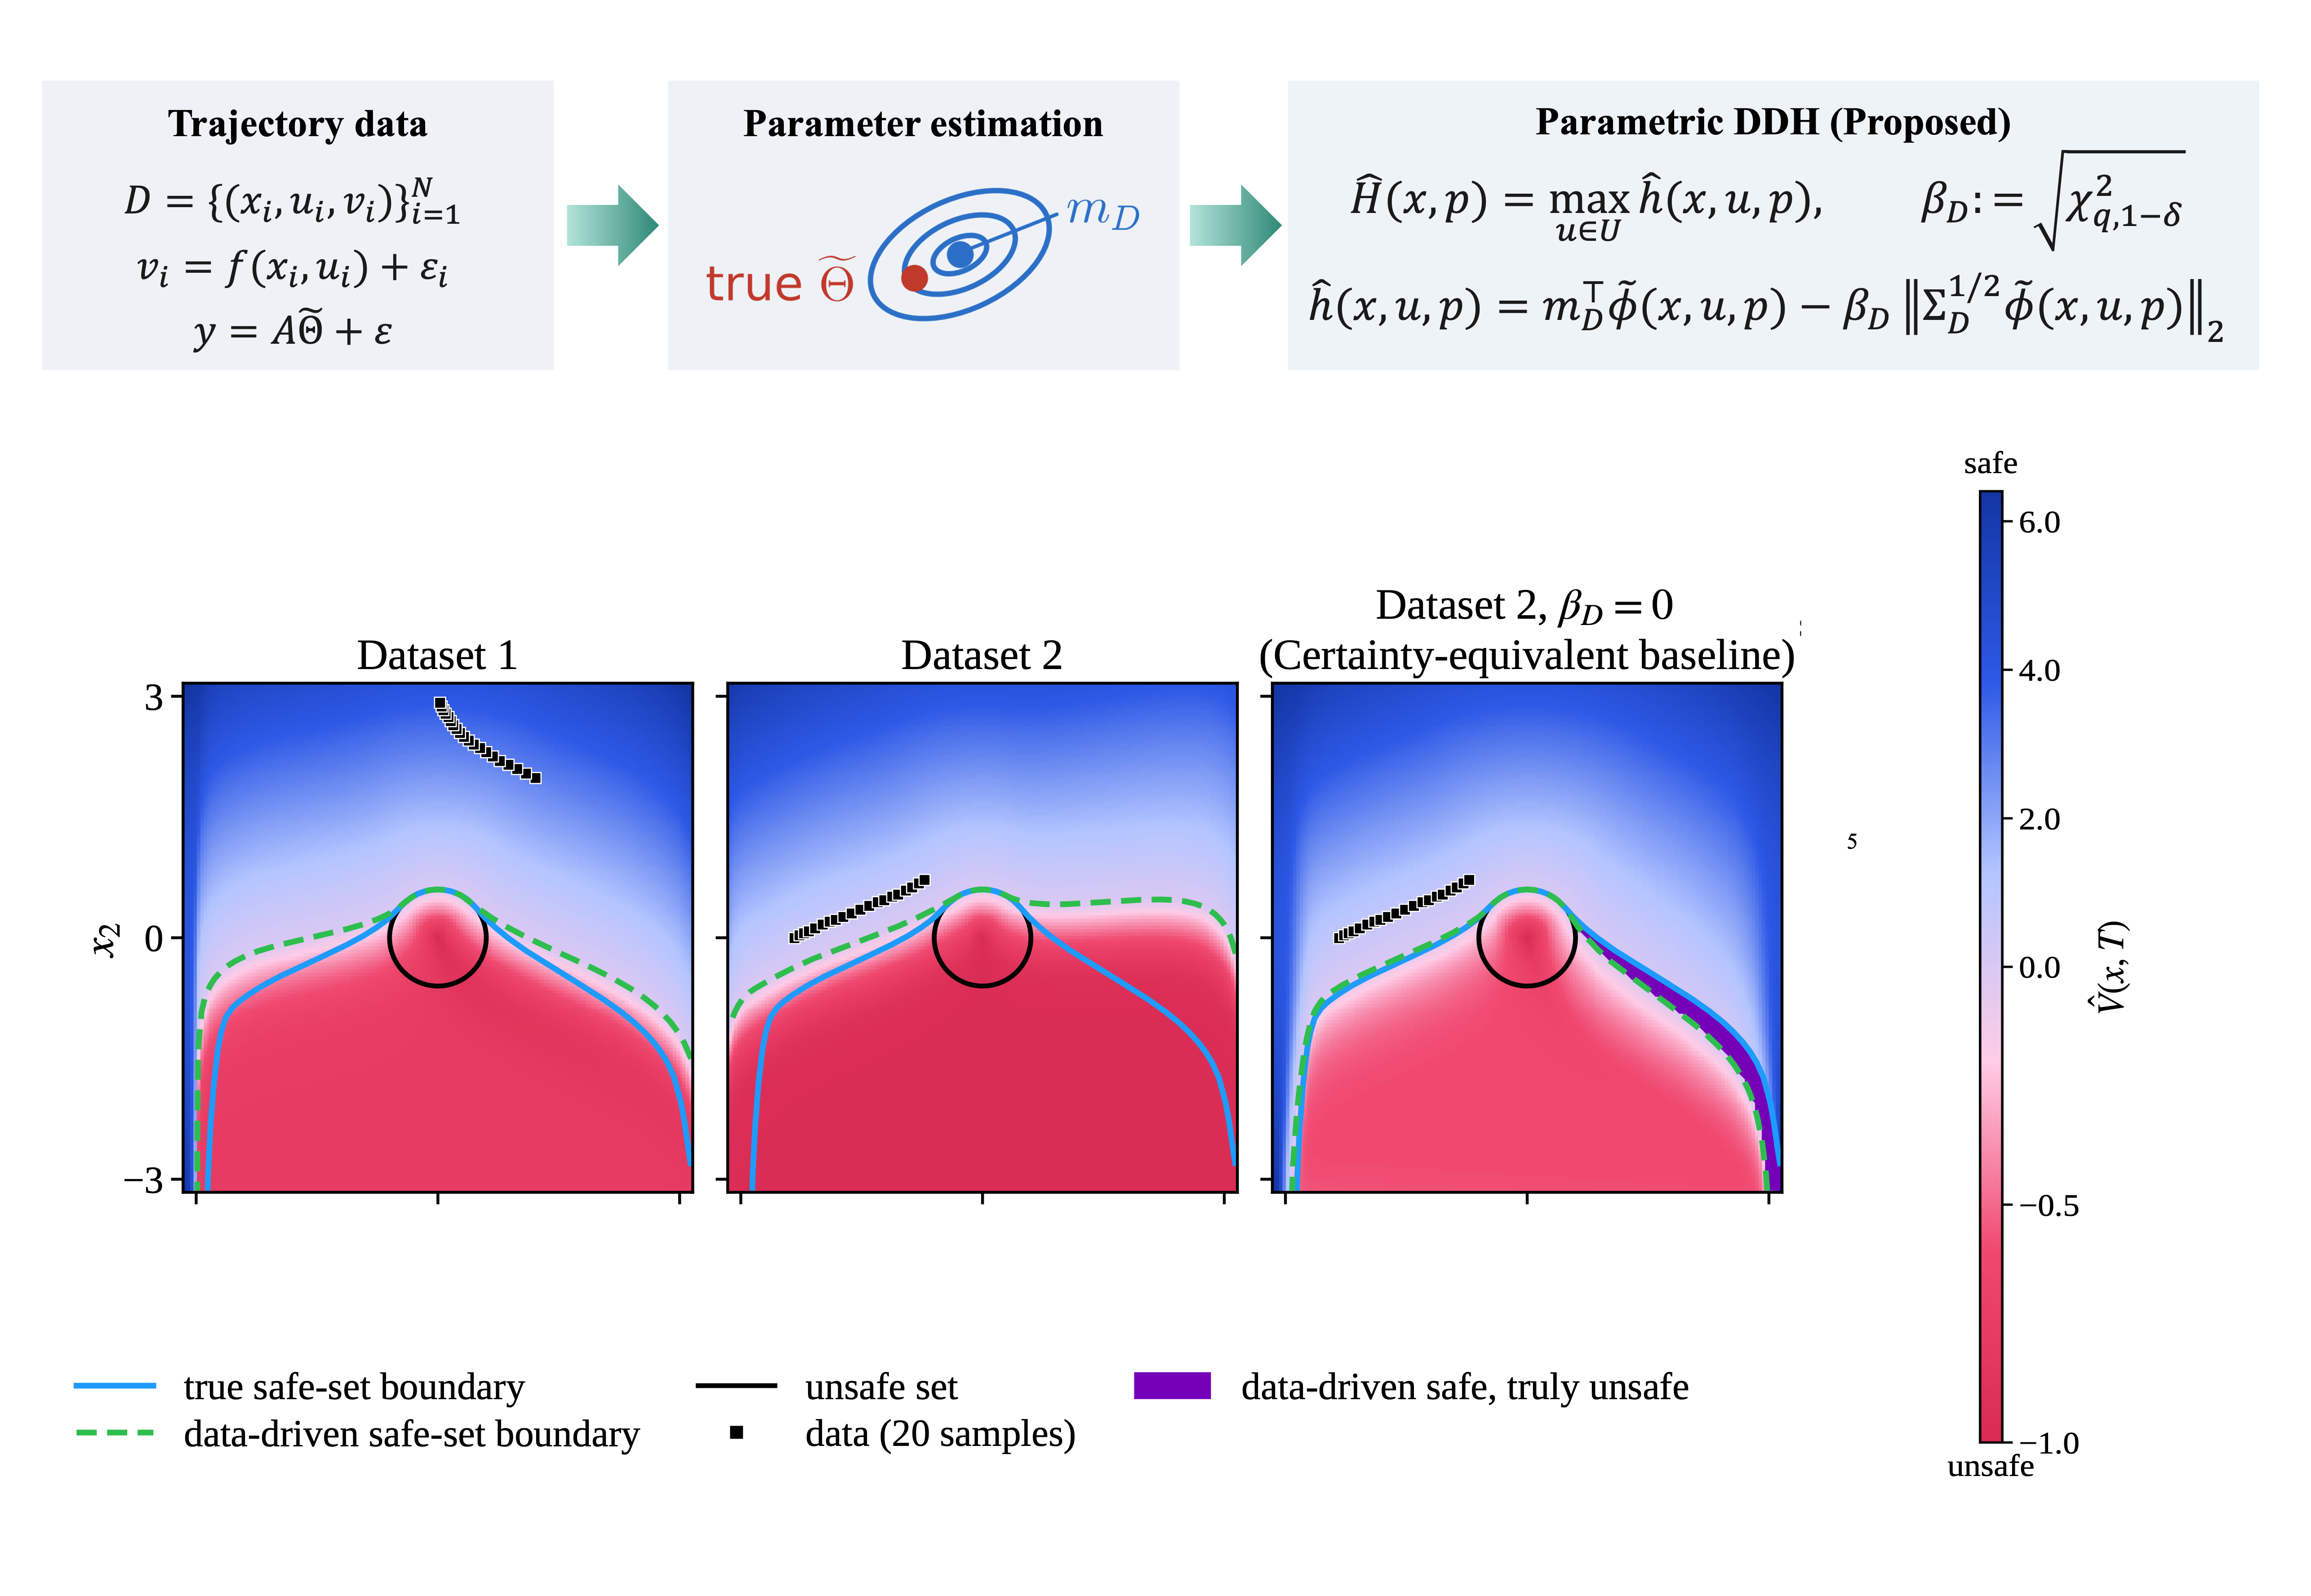 Trajectory data
D = {(xᵢ, uᵢ, vᵢ)}ᵢ₌₁ᴺ
vᵢ = f(xᵢ, uᵢ) + εᵢ
y = AΘ̃ + ε
Parameter estimation
m_D
true Θ̃
Parametric DDH (Proposed)
Ĥ(x, p) = max_{u∈U} ĥ(x, u, p), β_D := √χ²_{q,1−δ}
ĥ(x, u, p) = m_D^⊤ φ̃(x, u, p) − β_D ‖Σ_D^{1/2} φ̃(x, u, p)‖₂
Dataset 1
Dataset 2
Dataset 2, β_D = 0
(Certainty-equivalent baseline)
x₂
3
0
−3
5
safe
6.0
4.0
2.0
0.0
−0.5
−1.0
unsafe
V̂(x, T)
true safe-set boundary
data-driven safe-set boundary
unsafe set
data (20 samples)
data-driven safe, truly unsafe